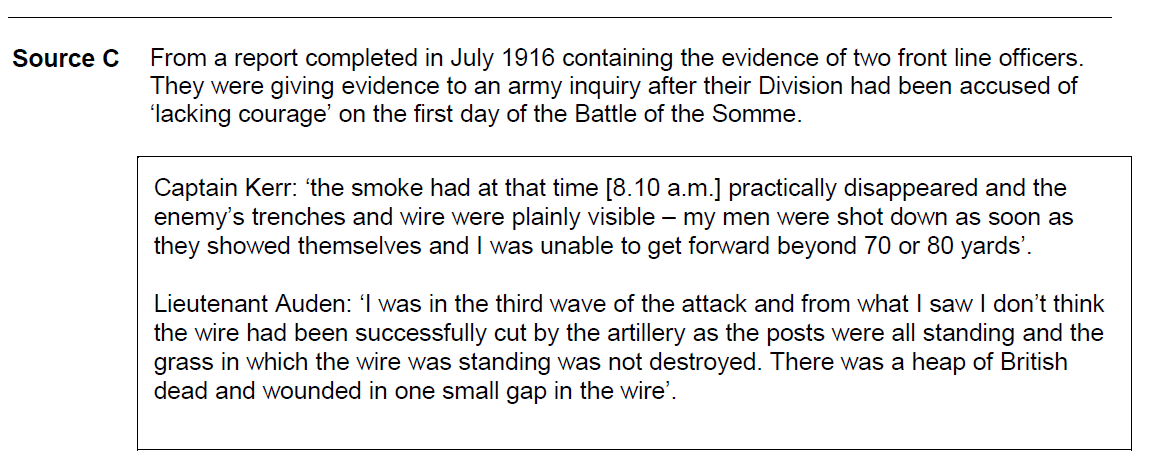 Source C From a report completed in July 1916 containing the evidence of two front line officers.
They were giving evidence to an army inquiry after their Division had been accused of
‘lacking courage’ on the first day of the Battle of the Somme.
Captain Kerr: ‘the smoke had at that time [8.10 a.m.] practically disappeared and the
enemy’s trenches and wire were plainly visible – my men were shot down as soon as
they showed themselves and I was unable to get forward beyond 70 or 80 yards’.
Lieutenant Auden: ‘I was in the third wave of the attack and from what I saw I don’t think
the wire had been successfully cut by the artillery as the posts were all standing and the
grass in which the wire was standing was not destroyed. There was a heap of British
dead and wounded in one small gap in the wire’.